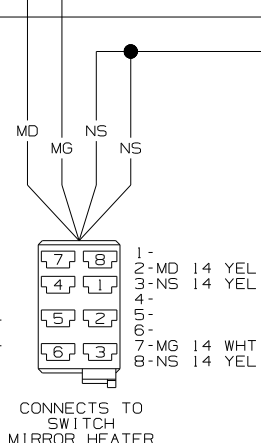 MD
NS
MG
NS
7 8
4 1
5 2
6 3
1-
2-MD 14 YEL
3-NS 14 YEL
4-
5-
6-
7-MG 14 WHT
8-NS 14 YEL
CONNECTS TO
SWITCH
MIRROR HEATER